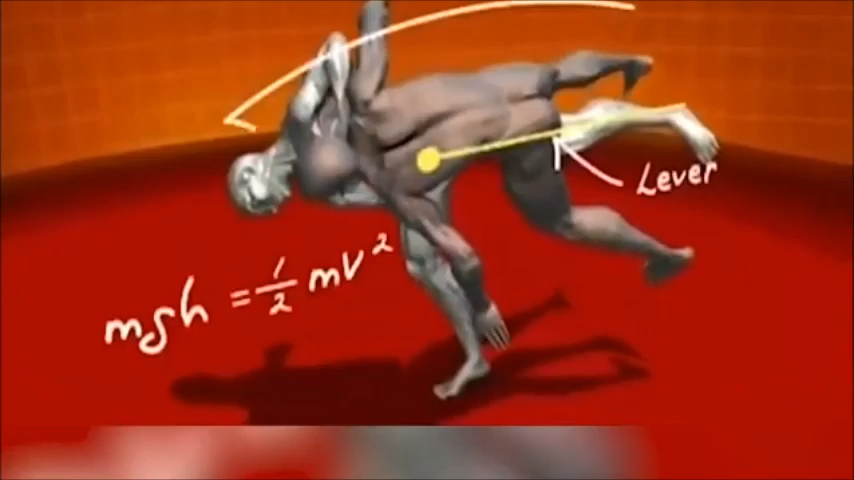 Lever
mgh = 1/2 mv²